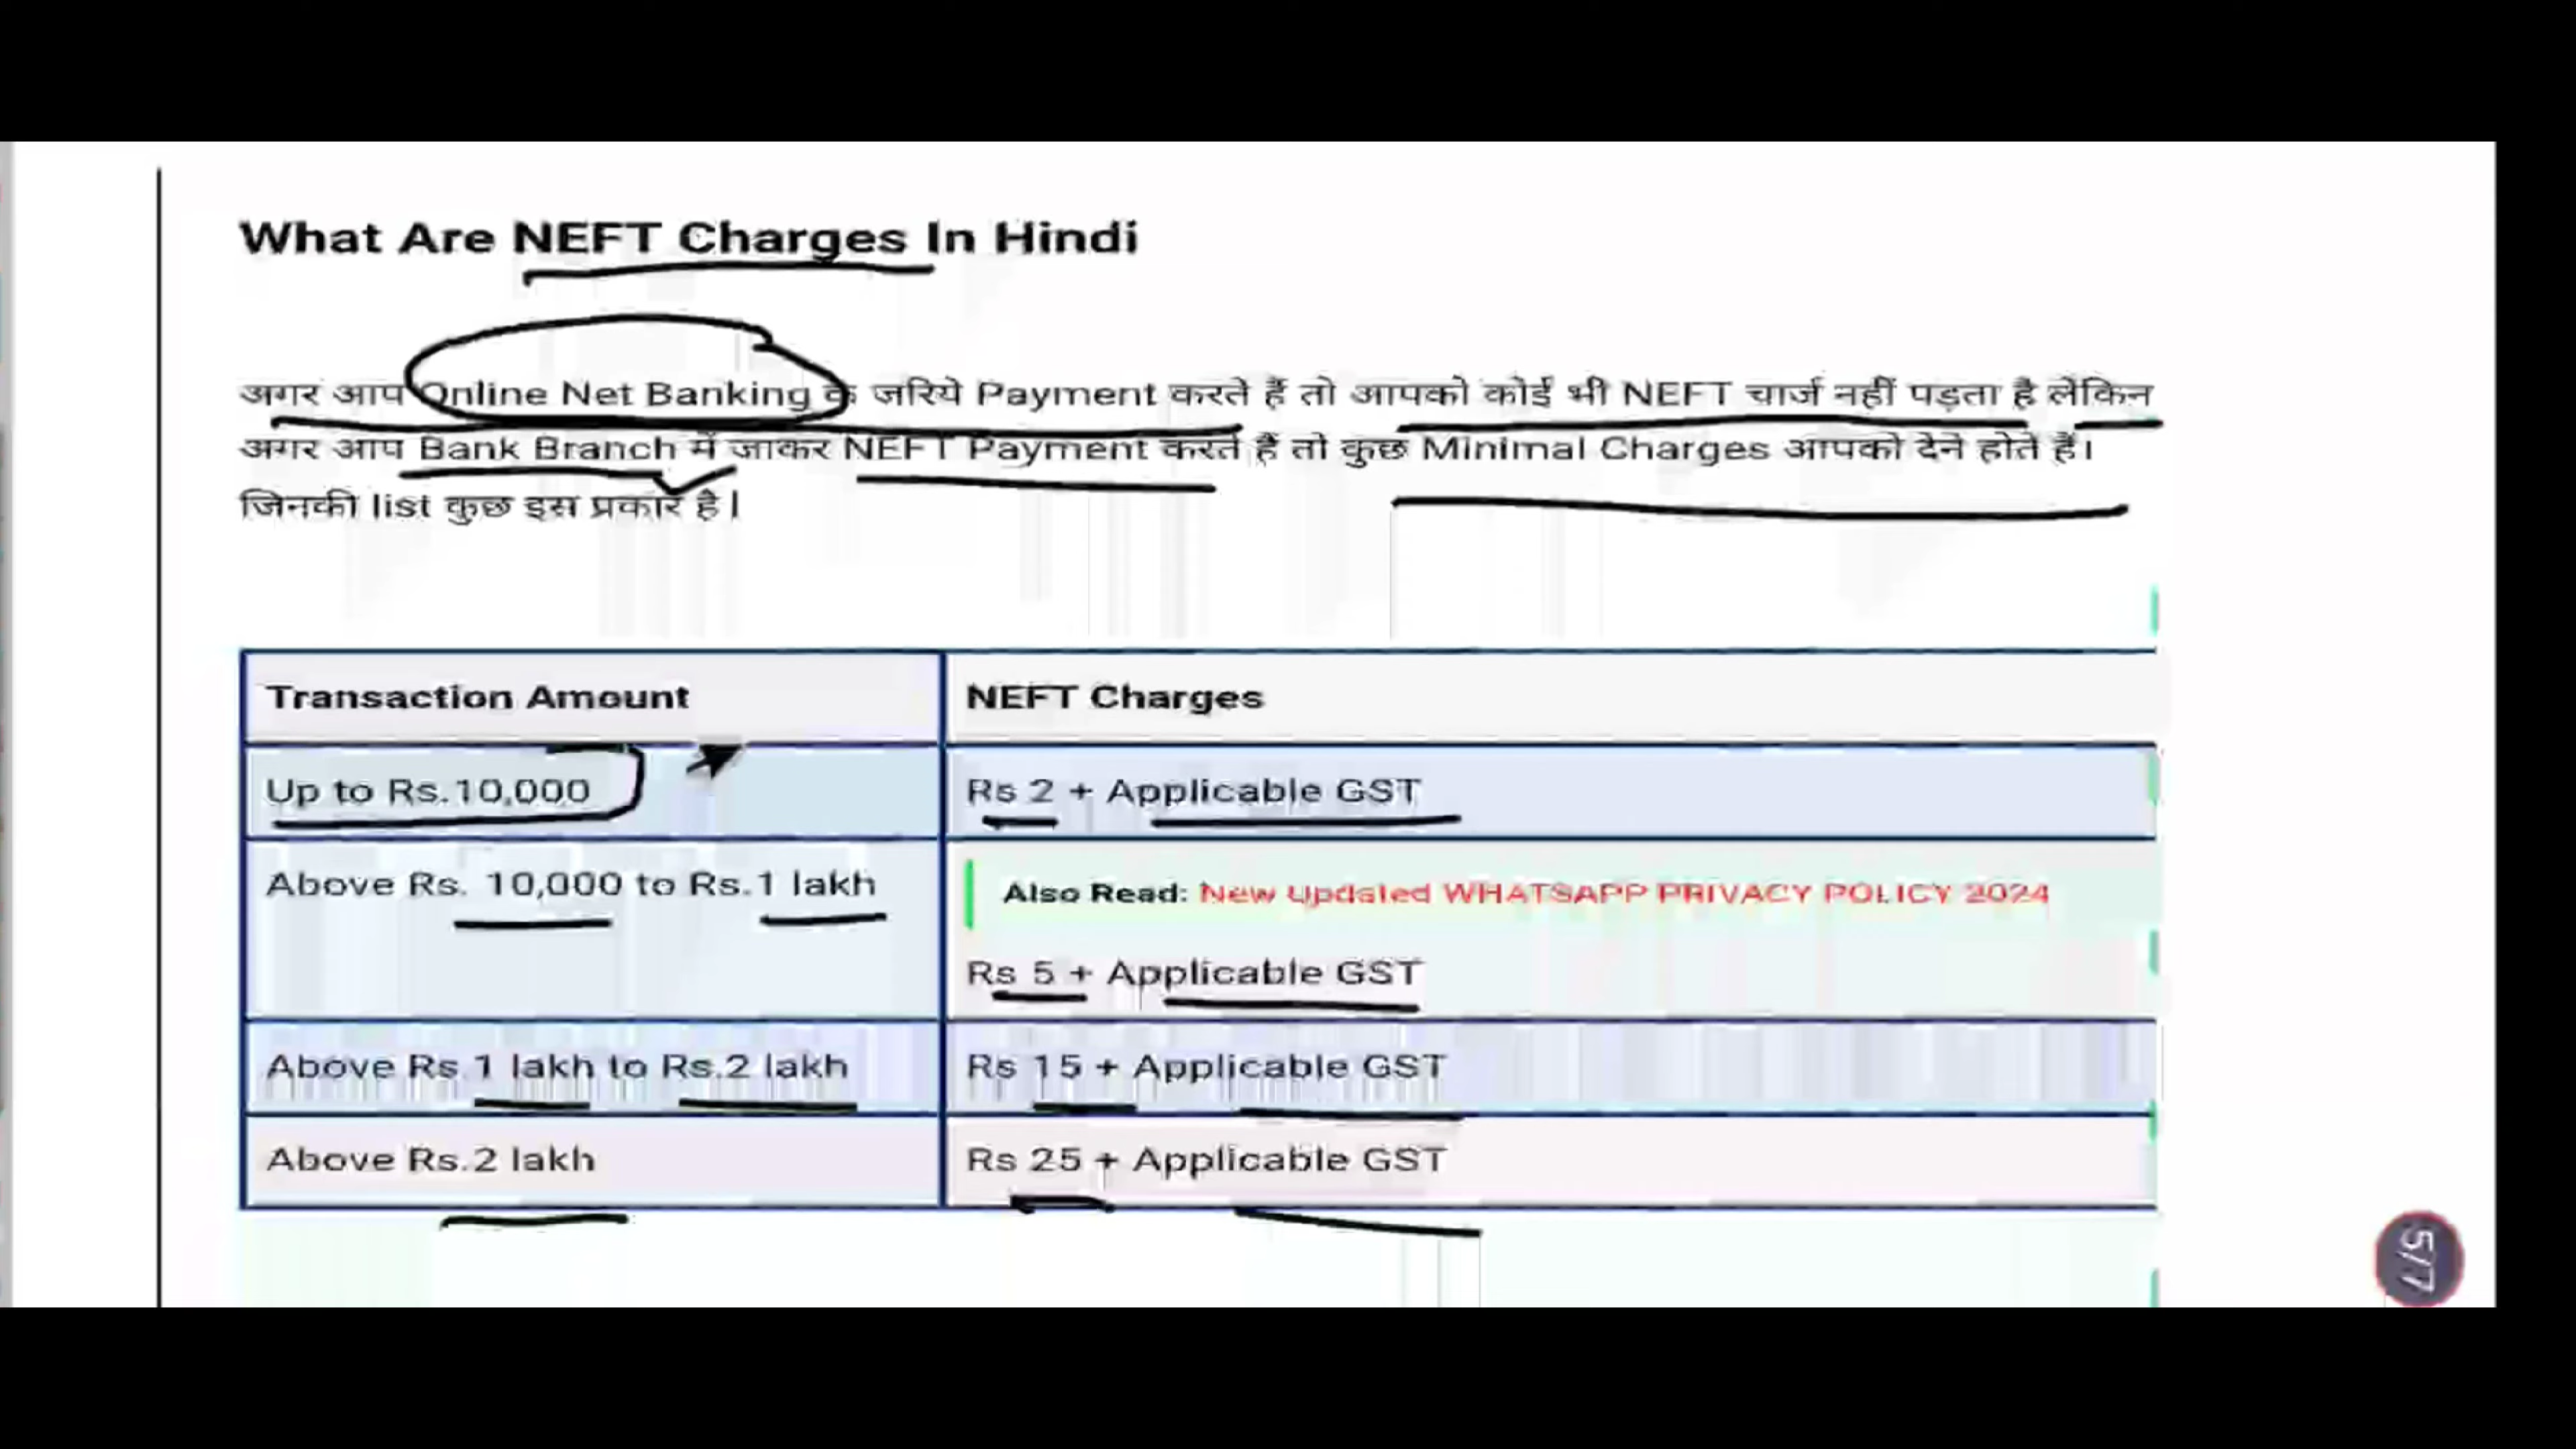 What Are NEFT Charges In Hindi
अगर आप Online Net Banking के जरिये Payment करते हैं तो आपको कोई भी NEFT चार्ज नहीं पड़ता है लेकिन
अगर आप Bank Branch में जाकर NEFT Payment करते हैं तो कुछ Minimal Charges आपको देने होते हैं।
जिनकी list कुछ इस प्रकार है |
Transaction Amount
NEFT Charges
Up to Rs.10,000
Rs 2 + Applicable GST
Above Rs. 10,000 to Rs.1 lakh
Also Read: New Updated WHATSAPP PRIVACY POLICY 2024
Rs 5 + Applicable GST
Above Rs.1 lakh to Rs.2 lakh
Rs 15 + Applicable GST
Above Rs.2 lakh
Rs 25 + Applicable GST
5/7